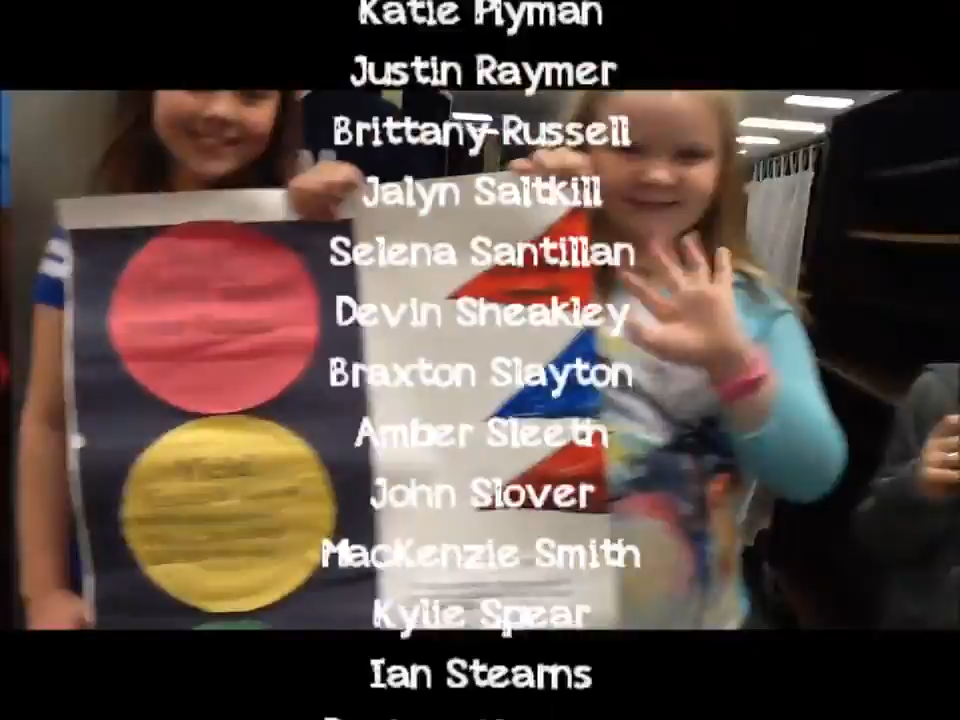 Katie Plyman
Justin Raymer
Brittany Russell
Jalyn Saltkill
Selena Santillan
Devin Sheakley
Braxton Slayton
Amber Sleeth
John Slover
MacKenzie Smith
Kylie Spear
Ian Stearns